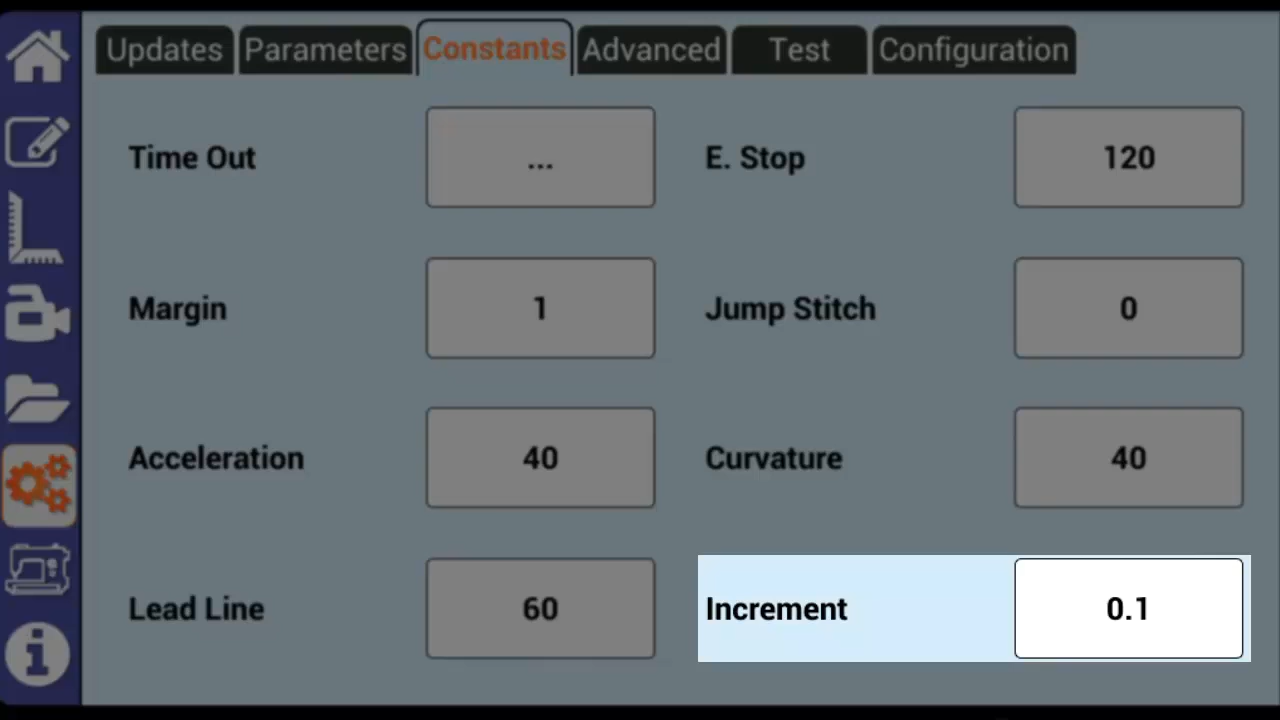 Updates Parameters Constants Advanced Test Configuration
Time Out ... E. Stop 120
Margin 1 Jump Stitch 0
Acceleration 40 Curvature 40
Lead Line 60 Increment 0.1